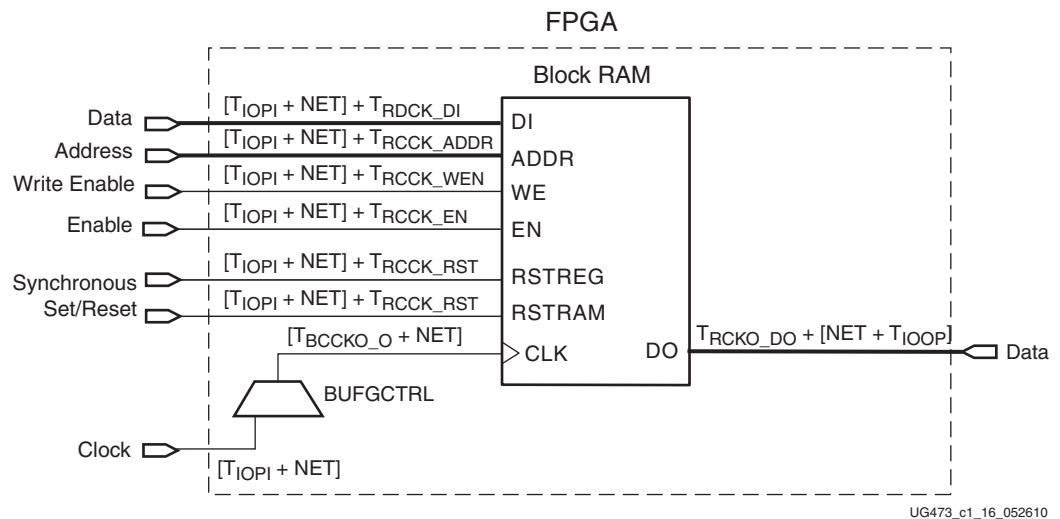 FPGA
Block RAM
Data
[TIOPI + NET] + TRDCK_DI
DI
Address
[TIOPI + NET] + TRCCK_ADDR
ADDR
Write Enable
[TIOPI + NET] + TRCCK_WEN
WE
Enable
[TIOPI + NET] + TRCCK_EN
EN
Synchronous
Set/Reset
[TIOPI + NET] + TRCCK_RST
RSTREG
[TIOPI + NET] + TRCCK_RST
RSTRAM
[TBCCKO_O + NET]
CLK
DO
TRCKO_DO + [NET + TIOOP]
Data
BUFGCTRL
Clock
[TIOPI + NET]
UG473_c1_16_052610